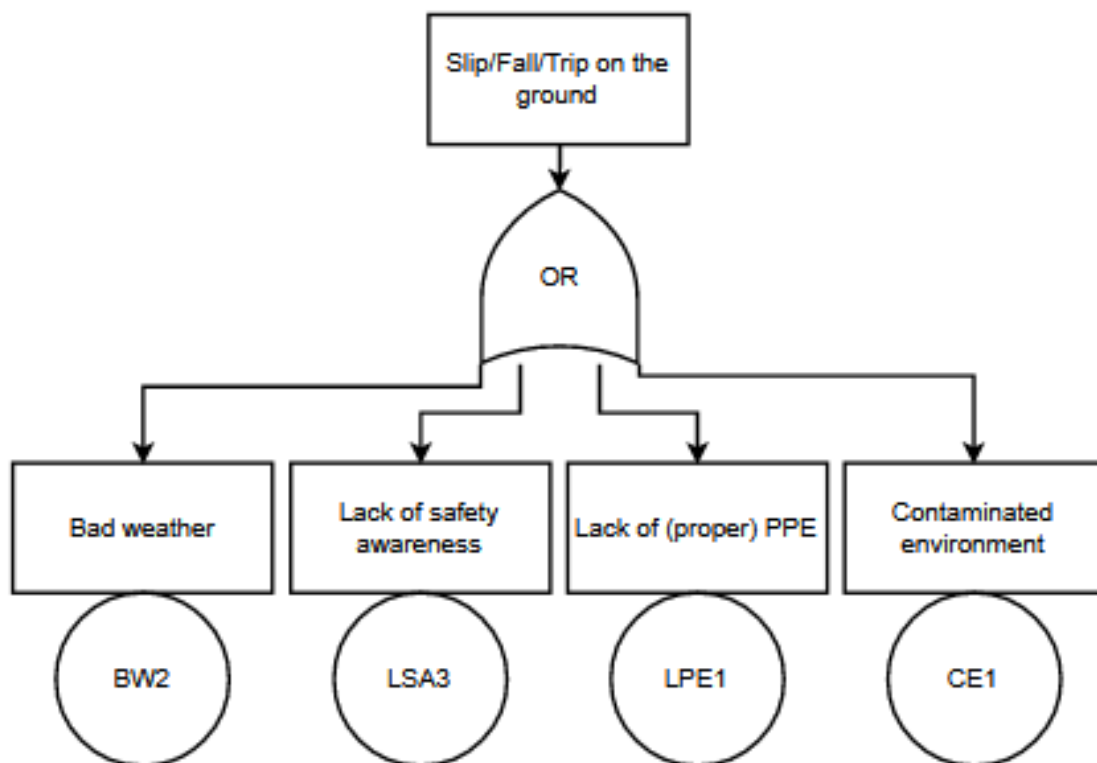 Slip/Fall/Trip on the
ground
OR
Bad weather
Lack of safety
awareness
Lack of (proper) PPE
Contaminated
environment
BW2
LSA3
LPE1
CE1